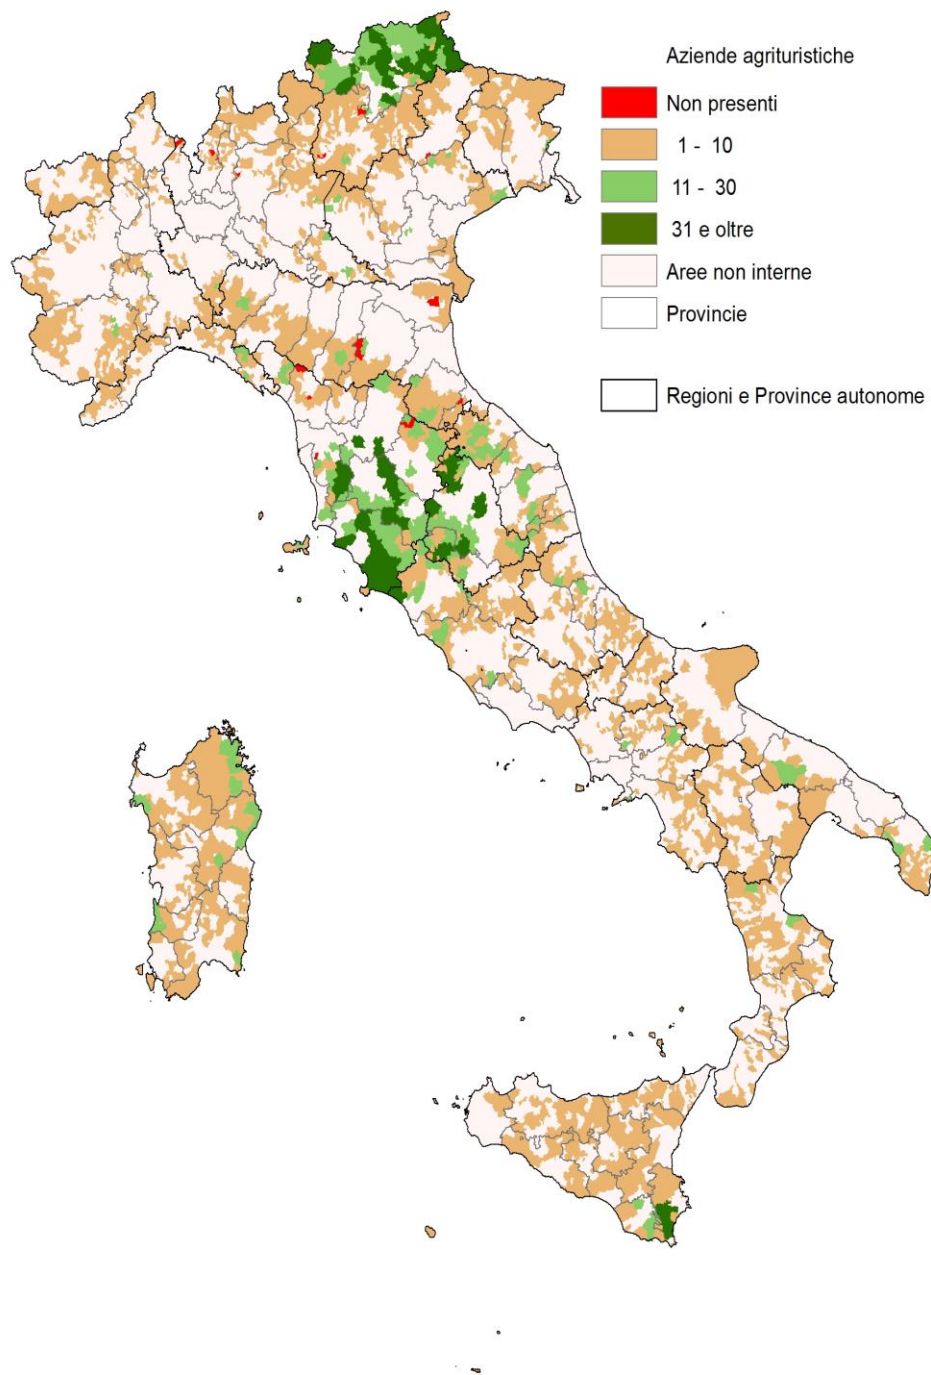 Aziende agrituristiche
Non presenti
1 - 10
11 - 30
31 e oltre
Aree non interne
Provincie
Regioni e Province autonome